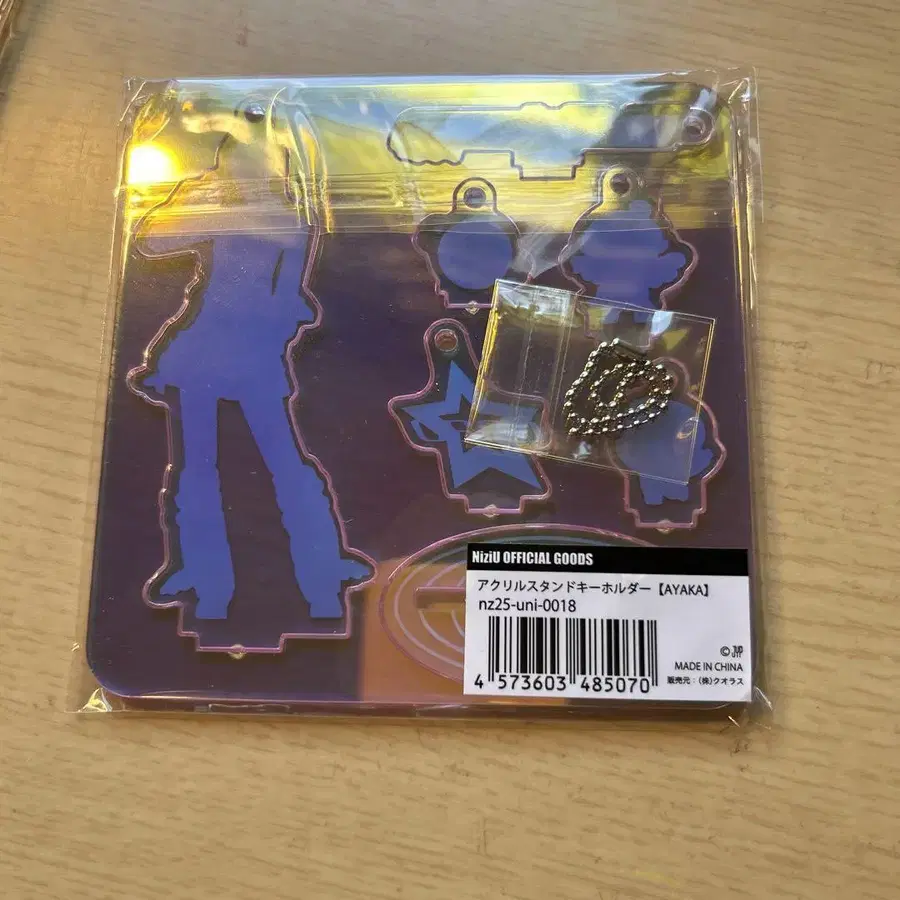 NiziU OFFICIAL GOODS
アクリルスタンドキーホルダー【AYAKA】
nz25-uni-0018
4 573603 485070
©
MADE IN CHINA
販売元：(株)クオラス